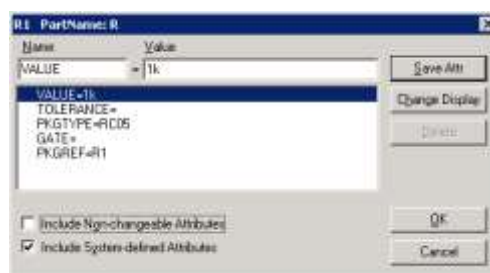 R1 PartName: R
Name Value
VALUE = 1k
Save Attr
VALUE=1k
TOLERANCE=
PKGTYPE=RC05
GATE=
PKGREF=R1
Change Display
Delete
Include Non-changeable Attributes
Include System-defined Attributes
OK
Cancel